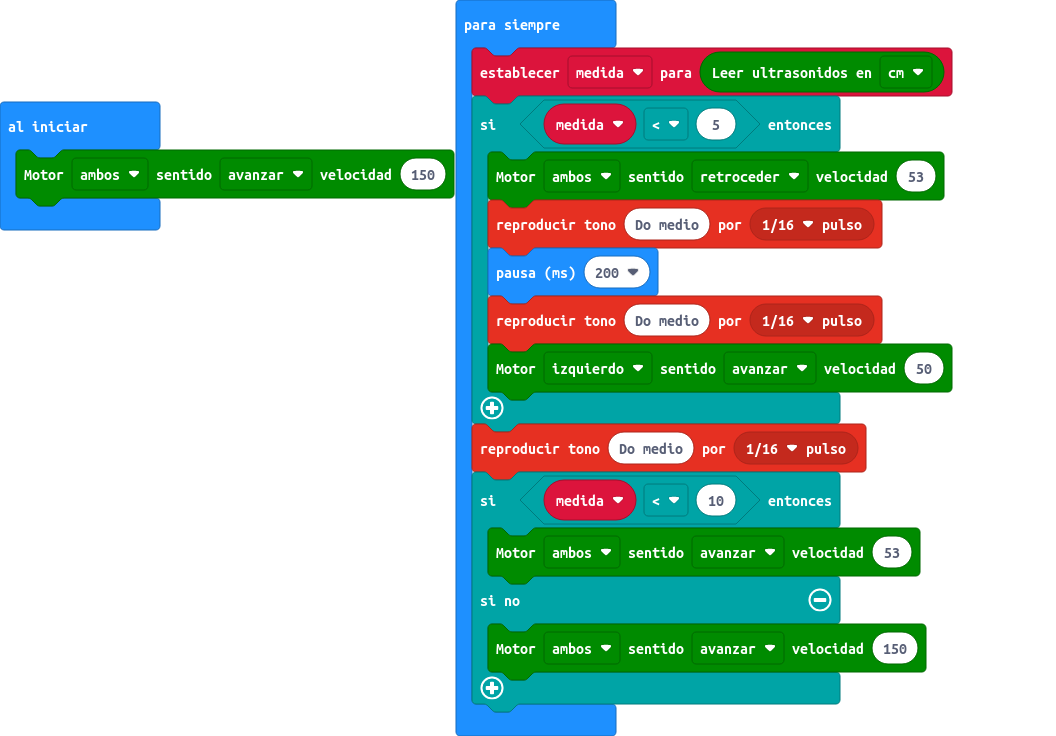 al iniciar
Motor ambos sentido avanzar velocidad 150
para siempre
establecer medida para Leer ultrasonidos en cm
si medida < 5 entonces
Motor ambos sentido retroceder velocidad 53
reproducir tono Do medio por 1/16 pulso
pausa (ms) 200
reproducir tono Do medio por 1/16 pulso
Motor izquierdo sentido avanzar velocidad 50
reproducir tono Do medio por 1/16 pulso
si medida < 10 entonces
Motor ambos sentido avanzar velocidad 53
si no
Motor ambos sentido avanzar velocidad 150